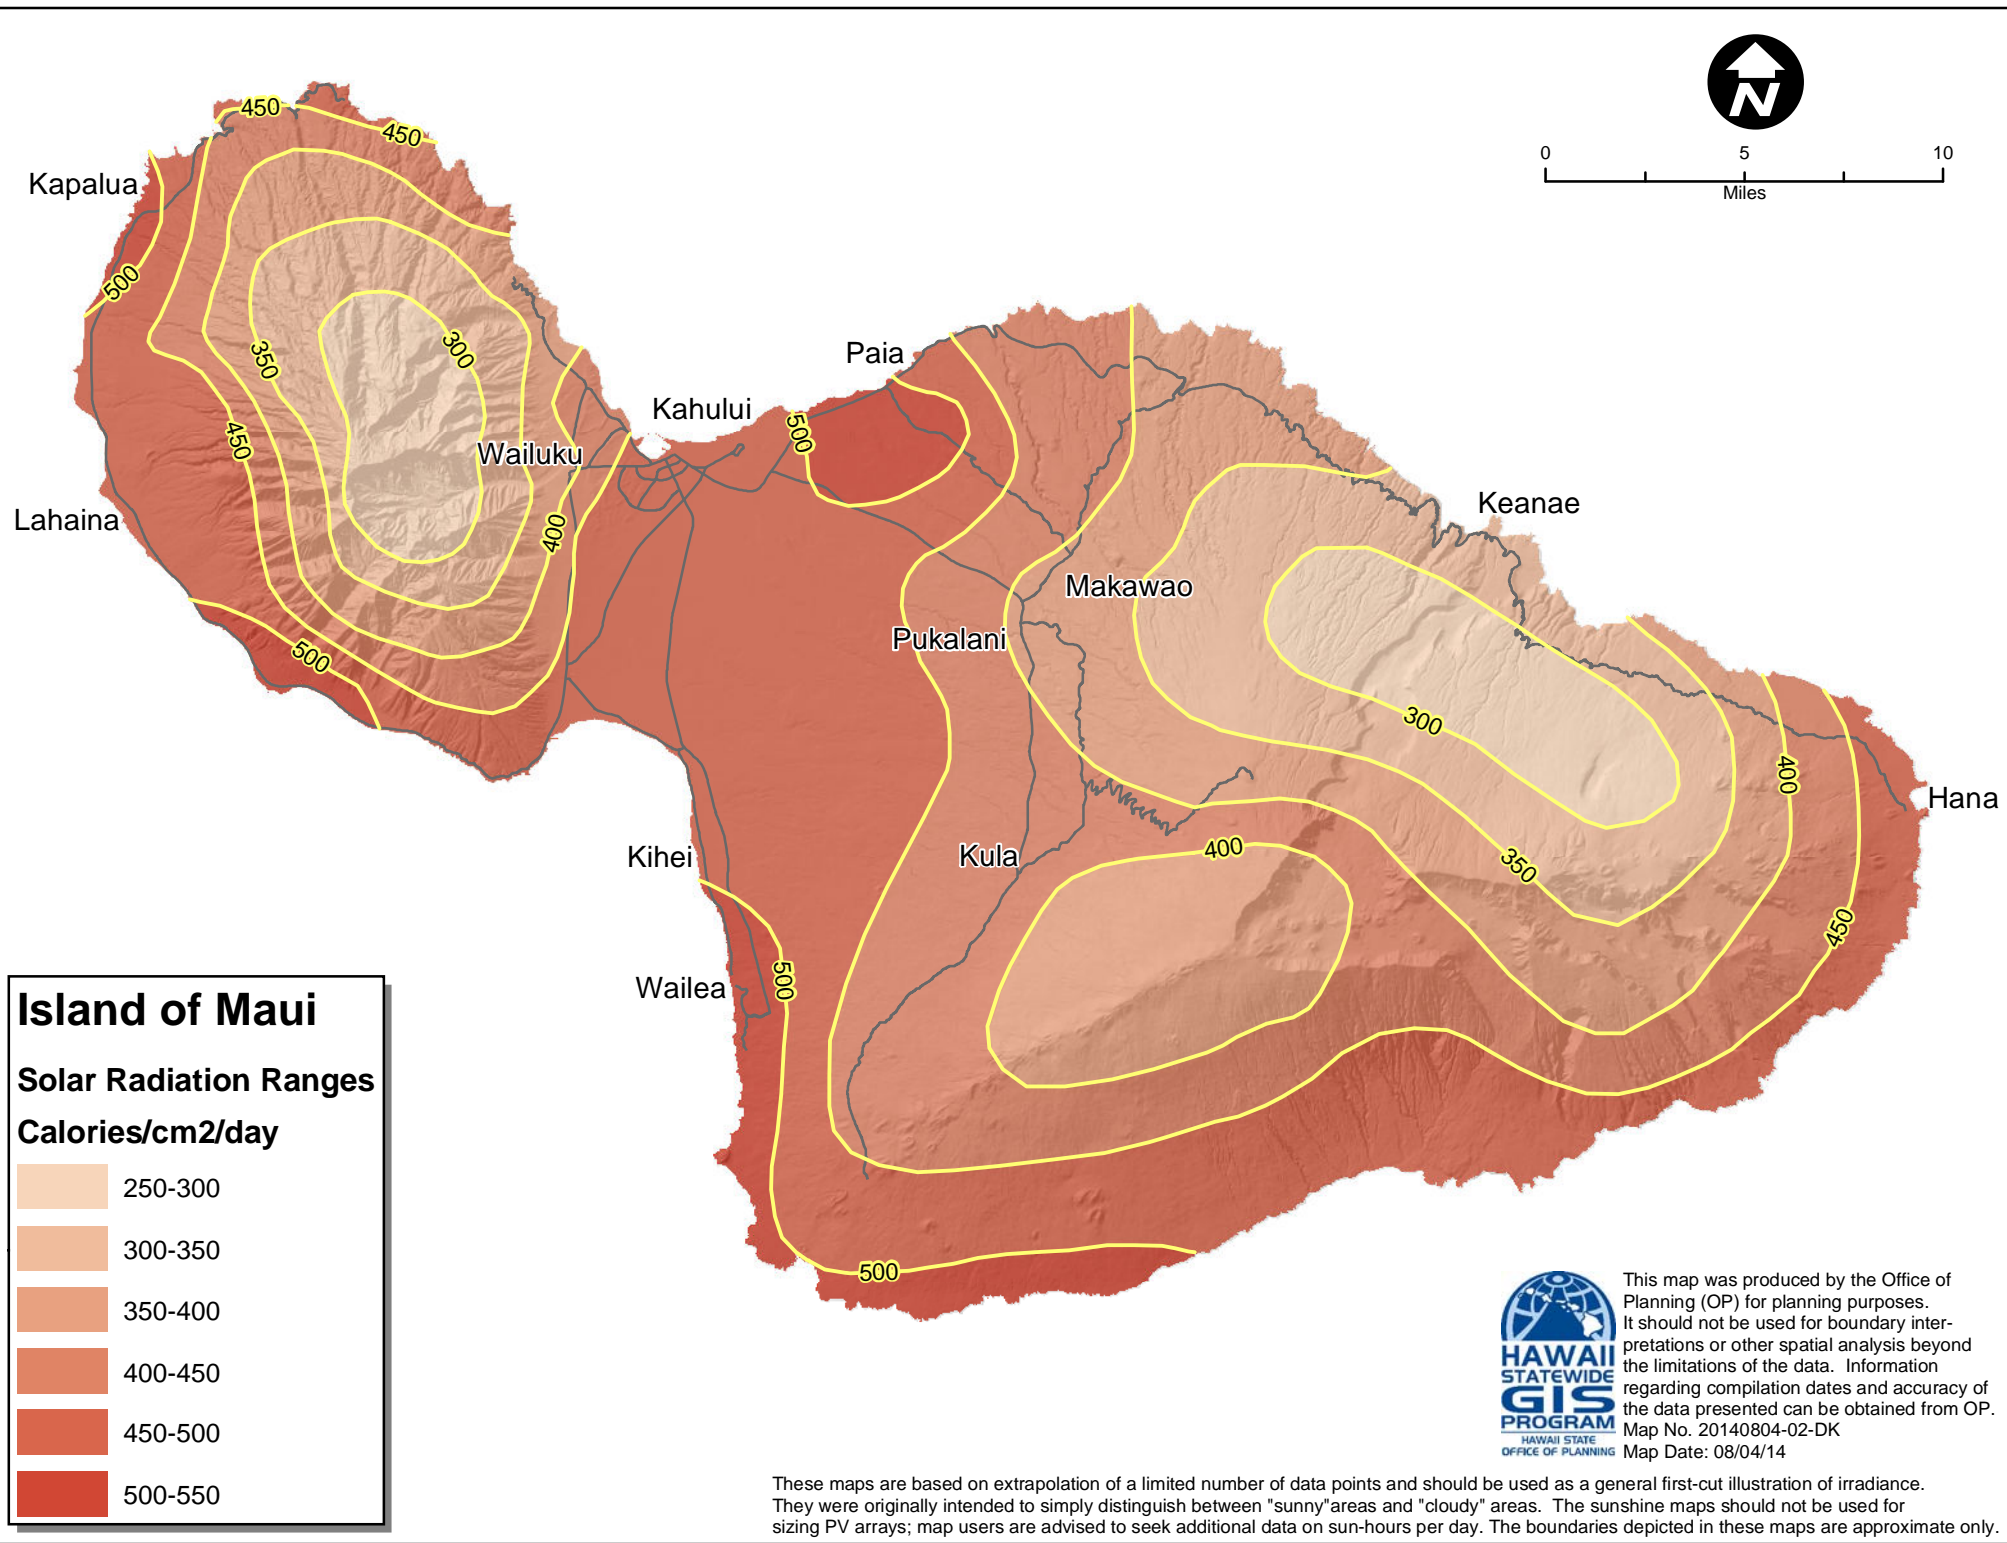 N
0 5 10
Miles
450
450
Kapalua
500
300
350
Paia
Kahului
500
450
Wailuku
Lahaina
400
Keanae
Makawao
Pukalani
500
300
400
Hana
Kihei
Kula
400
350
450
Wailea
500
500
Island of Maui
Solar Radiation Ranges
Calories/cm2/day
250-300
300-350
350-400
400-450
450-500
500-550
HAWAII
STATEWIDE
GIS
PROGRAM
HAWAII STATE
OFFICE OF PLANNING
This map was produced by the Office of
Planning (OP) for planning purposes.
It should not be used for boundary inter-
pretations or other spatial analysis beyond
the limitations of the data. Information
regarding compilation dates and accuracy of
the data presented can be obtained from OP.
Map No. 20140804-02-DK
Map Date: 08/04/14
These maps are based on extrapolation of a limited number of data points and should be used as a general first-cut illustration of irradiance.
They were originally intended to simply distinguish between "sunny"areas and "cloudy" areas. The sunshine maps should not be used for
sizing PV arrays; map users are advised to seek additional data on sun-hours per day. The boundaries depicted in these maps are approximate only.